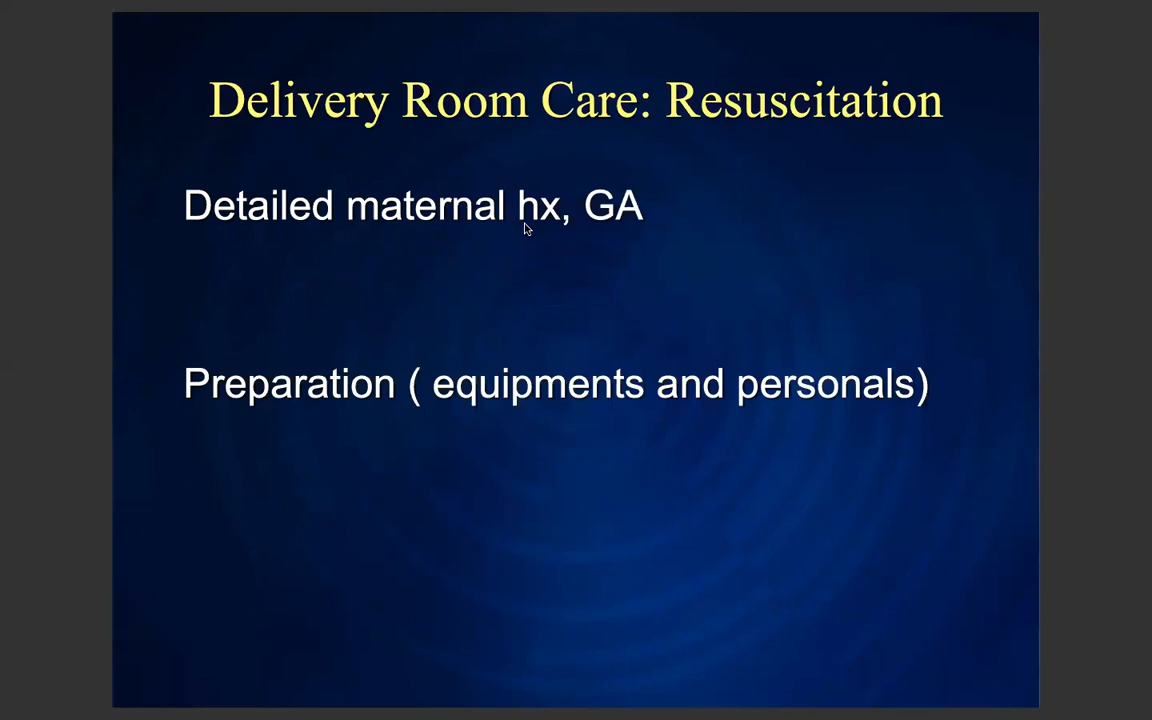 Delivery Room Care: Resuscitation
Detailed maternal hx, GA
Preparation ( equipments and personals)